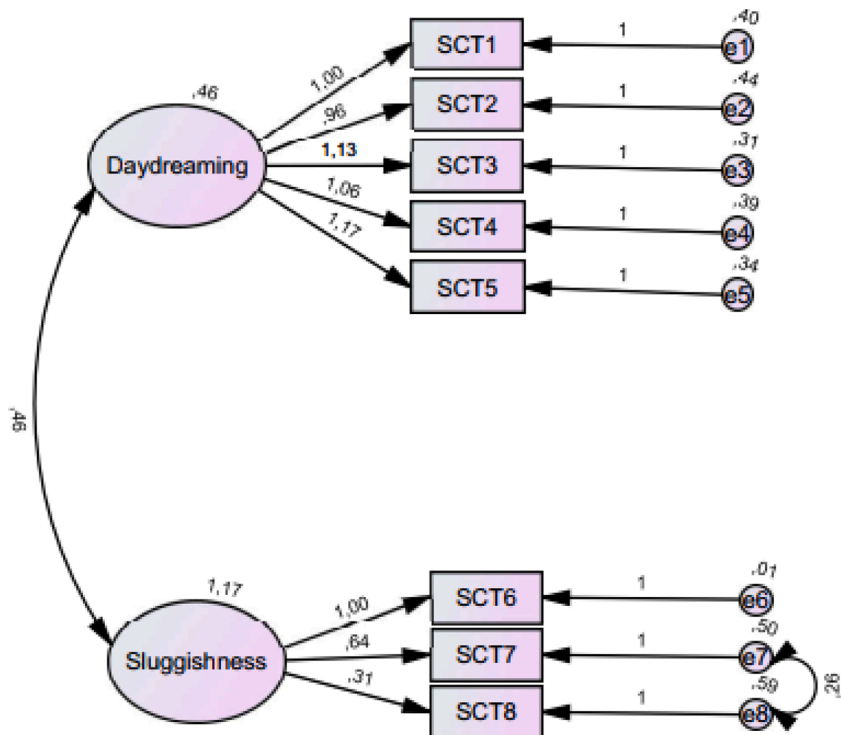 ,40
SCT1 1 e1
1,00
,46
,44
SCT2 1 e2
,96
,31
Daydreaming 1,13 SCT3 1 e3
,39
1,06
SCT4 1 e4
1,17
,34
SCT5 1 e5
,46
,01
1,17
SCT6 1 e6
1,00
,50
,64 SCT7 1 e7
Sluggishness
,31
,59
,26
SCT8 1 e8